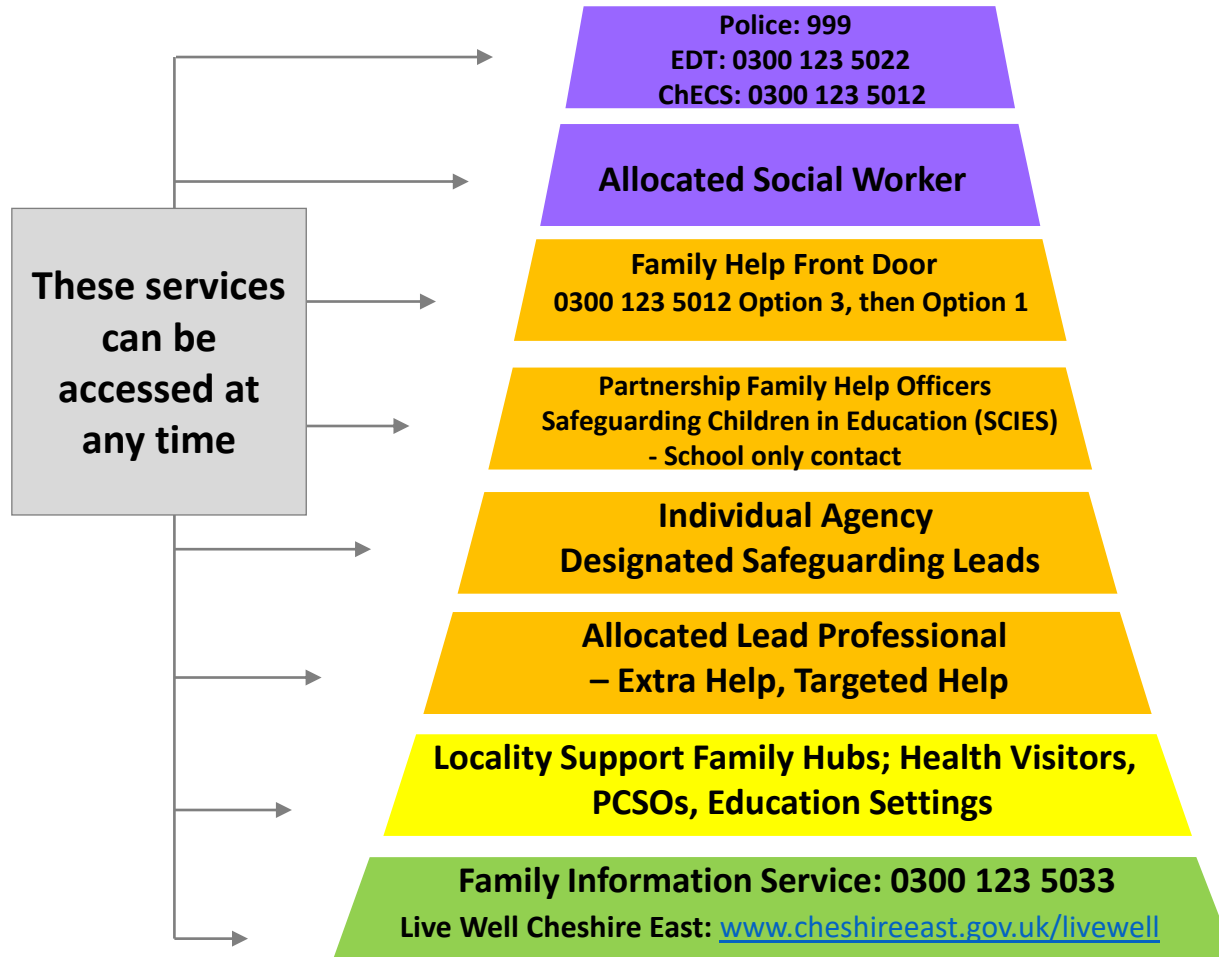 Police: 999
EDT: 0300 123 5022
ChECS: 0300 123 5012
Allocated Social Worker
These services
can be
accessed at
any time
Family Help Front Door
0300 123 5012 Option 3, then Option 1
Partnership Family Help Officers
Safeguarding Children in Education (SCIES)
- School only contact
Individual Agency
Designated Safeguarding Leads
Allocated Lead Professional
– Extra Help, Targeted Help
Locality Support Family Hubs; Health Visitors,
PCSOs, Education Settings
Family Information Service: 0300 123 5033
Live Well Cheshire East: www.cheshireeast.gov.uk/livewell